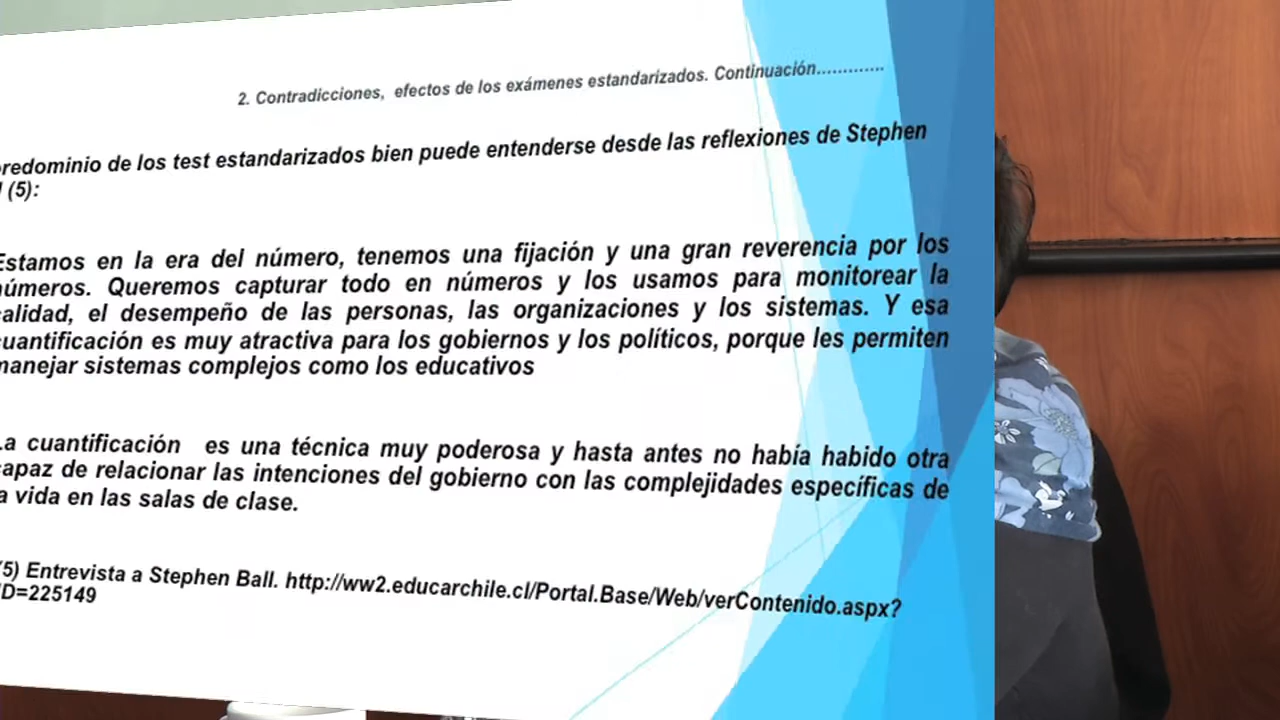 2. Contradicciones, efectos de los exámenes estandarizados. Continuación.............
predominio de los test estandarizados bien puede entenderse desde las reflexiones de Stephen
(5):
Estamos en la era del número, tenemos una fijación y una gran reverencia por los
números. Queremos capturar todo en números y los usamos para monitorear la
calidad, el desempeño de las personas, las organizaciones y los sistemas. Y esa
cuantificación es muy atractiva para los gobiernos y los políticos, porque les permiten
manejar sistemas complejos como los educativos
La cuantificación es una técnica muy poderosa y hasta antes no había habido otra
capaz de relacionar las intenciones del gobierno con las complejidades específicas de
la vida en las salas de clase.
(5) Entrevista a Stephen Ball. http://ww2.educarchile.cl/Portal.Base/Web/verContenido.aspx?
ID=225149